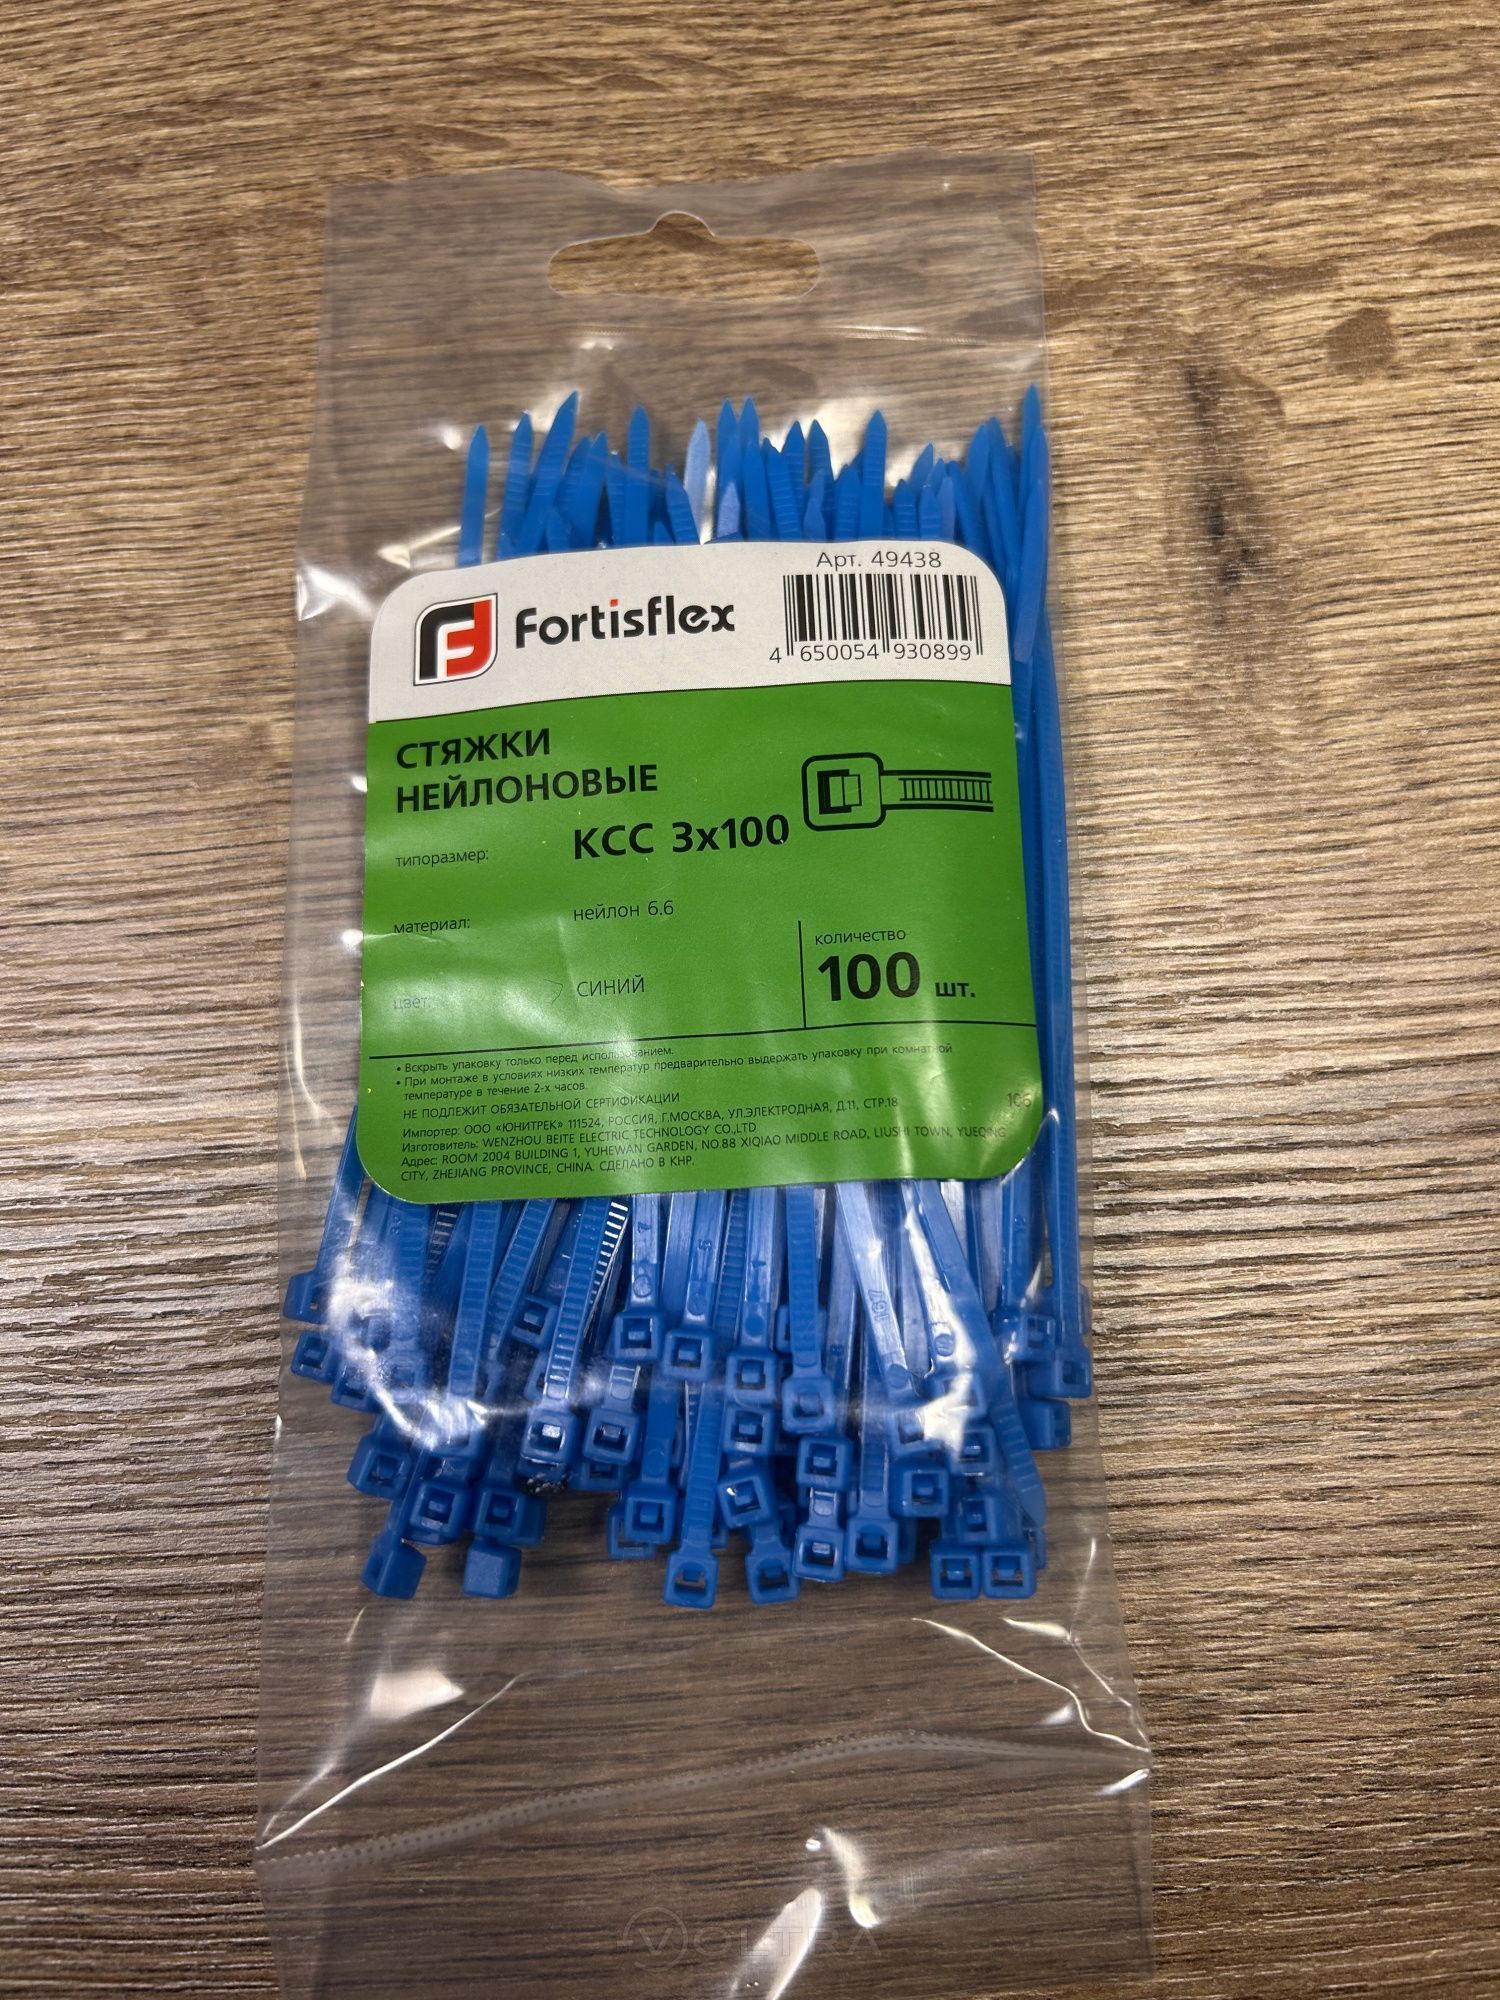 Арт. 49438
Fortisflex
4 650054 930899
СТЯЖКИ
НЕЙЛОНОВЫЕ
типоразмер: КСС 3х100
материал: нейлон 6.6
цвет: СИНИЙ
количество
100 шт.
• Вскрыть упаковку только перед использованием.
• При монтаже в условиях низких температур предварительно выдержать упаковку при комнатной
температуре в течение 2-х часов.
НЕ ПОДЛЕЖИТ ОБЯЗАТЕЛЬНОЙ СЕРТИФИКАЦИИ
106
Импортер: ООО «ЮНИТРЕК» 111524, РОССИЯ, Г.МОСКВА, УЛ.ЭЛЕКТРОДНАЯ, Д.11, СТР.18
Изготовитель: WENZHOU BEITE ELECTRIC TECHNOLOGY CO.,LTD
Адрес: ROOM 2004 BUILDING 1, YUHEWAN GARDEN, NO.88 XIQIAO MIDDLE ROAD, LIUSHI TOWN, YUEQING
CITY, ZHEJIANG PROVINCE, CHINA. СДЕЛАНО В КНР.
VOLTRA